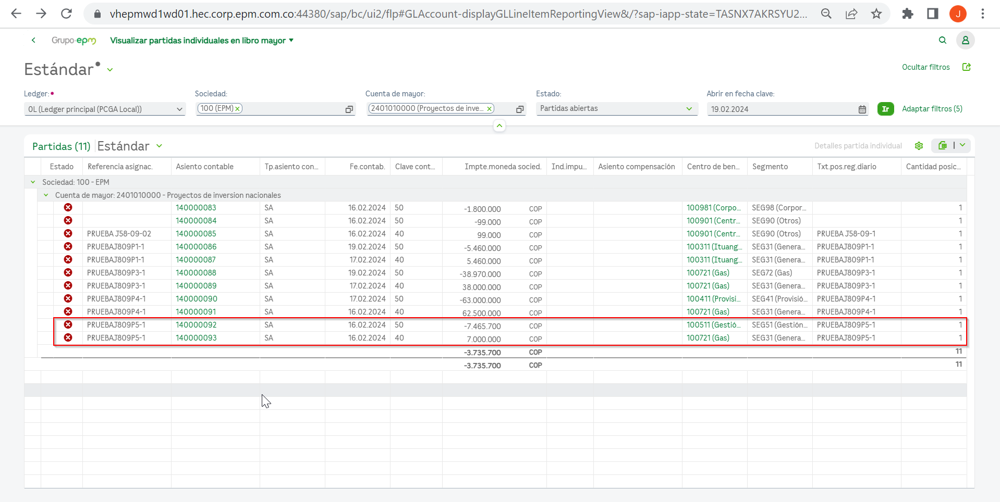 vhepmwd1wd01.hec.corp.epm.com.co:44380/sap/bc/ui2/flp#GLAccount-displayGLLineItemReportingView&/?sap-iapp-state=TASNX7AKRSYU2...
J
Grupo·epm Visualizar partidas individuales en libro mayor
Estándar
Ocultar filtros
Ledger: Sociedad: Cuenta de mayor: Estado: Abrir en fecha clave:
0L (Ledger principal (PCGA Local)) 100 (EPM) 2401010000 (Proyectos de inve... Partidas abiertas 19.02.2024 Ir Adaptar filtros (5)
Partidas (11) Estándar Detalles partida individual
Estado Referencia asignac. Asiento contable Tp.asiento con... Fe.contab. Clave cont... Impte.moneda socied. Ind.impu... Asiento compensación Centro de ben... Segmento Txt.pos.reg.diario Cantidad posic...
Sociedad: 100 - EPM
Cuenta de mayor: 2401010000 - Proyectos de inversion nacionales
140000083 SA 16.02.2024 50 -1.800.000 COP 100981 (Corpo... SEG98 (Corpor... 1
140000084 SA 16.02.2024 50 -99.000 COP 100901 (Centr... SEG90 (Otros) 1
PRUEBA J58-09-02 140000085 SA 16.02.2024 40 99.000 COP 100901 (Centr... SEG90 (Otros) PRUEBA J58-09-1 1
PRUEBAJ809P1-1 140000086 SA 19.02.2024 50 -5.460.000 COP 100311 (Ituang... SEG31 (Genera... PRUEBAJ809P1-1 1
PRUEBAJ809P1-1 140000087 SA 17.02.2024 40 5.460.000 COP 100311 (Ituang... SEG31 (Genera... PRUEBAJ809P1-1 1
PRUEBAJ809P3-1 140000088 SA 19.02.2024 50 -38.970.000 COP 100721 (Gas) SEG72 (Gas) PRUEBAJ809P3-1 1
PRUEBAJ809P3-1 140000089 SA 17.02.2024 40 38.000.000 COP 100721 (Gas) SEG31 (Genera... PRUEBAJ809P3-1 1
PRUEBAJ809P4-1 140000090 SA 17.02.2024 50 -63.000.000 COP 100411 (Provisi... SEG41 (Provisió... PRUEBAJ809P4-1 1
PRUEBAJ809P4-1 140000091 SA 16.02.2024 40 62.500.000 COP 100721 (Gas) SEG31 (Genera... PRUEBAJ809P4-1 1
PRUEBAJ809P5-1 140000092 SA 16.02.2024 50 -7.465.700 COP 100511 (Gestió... SEG51 (Gestión... PRUEBAJ809P5-1 1
PRUEBAJ809P5-1 140000093 SA 16.02.2024 40 7.000.000 COP 100721 (Gas) SEG31 (Genera... PRUEBAJ809P5-1 1
-3.735.700 COP 11
-3.735.700 COP 11